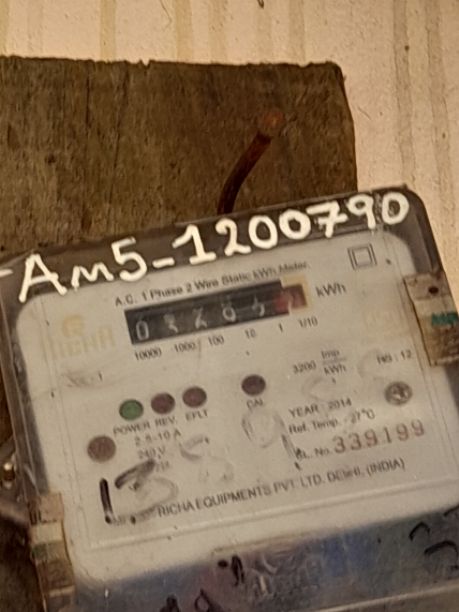 Am5-1200790
A.C. 1 Phase 2 Wire Static kWh Meter
kWh
10000 1000 100 10 1 1/10
3200 imp/kWh
POWER REV. E/LT CAL
2.5-10 A
240 V
YEAR : 2014
Ref. Temp. : 27°C
SL. No. 339199
RICHA EQUIPMENTS PVT. LTD. DELHI, (INDIA)